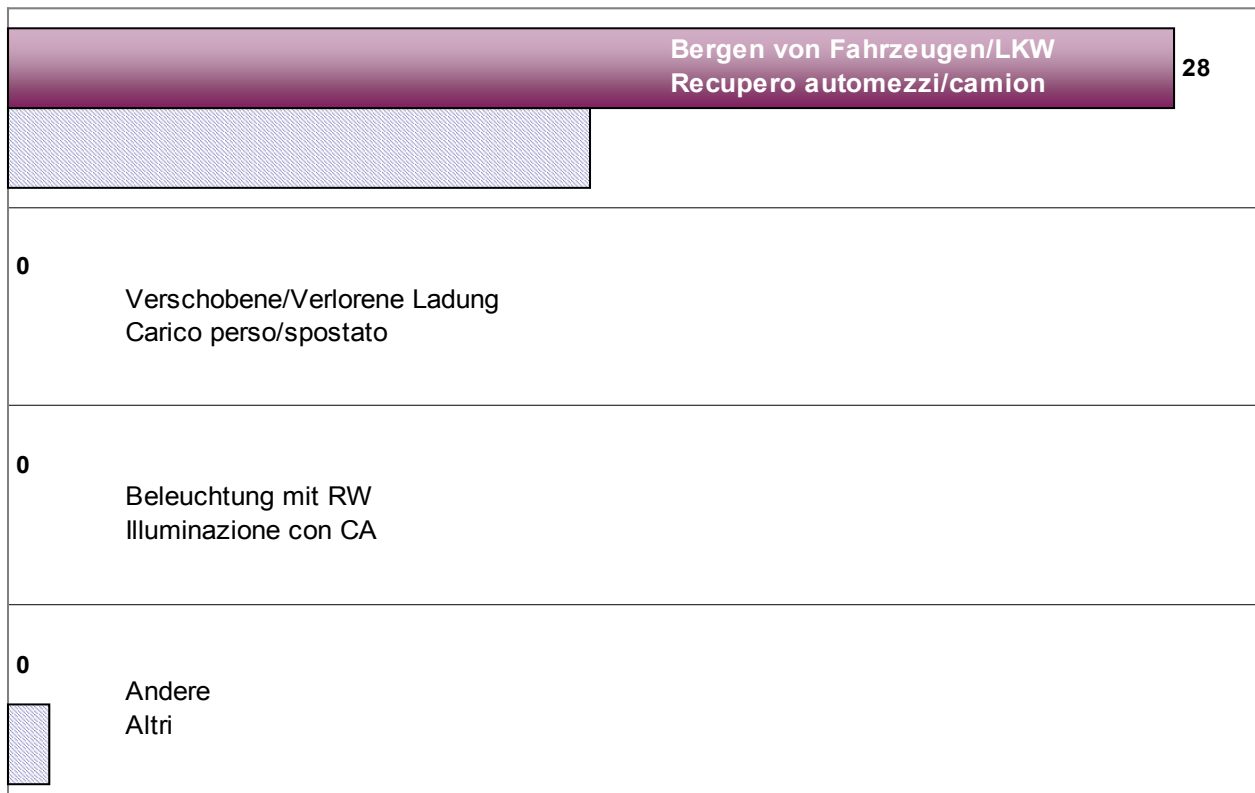 Bergen von Fahrzeugen/LKW
Recupero automezzi/camion
28
0
Verschobene/Verlorene Ladung
Carico perso/spostato
0
Beleuchtung mit RW
Illuminazione con CA
0
Andere
Altri